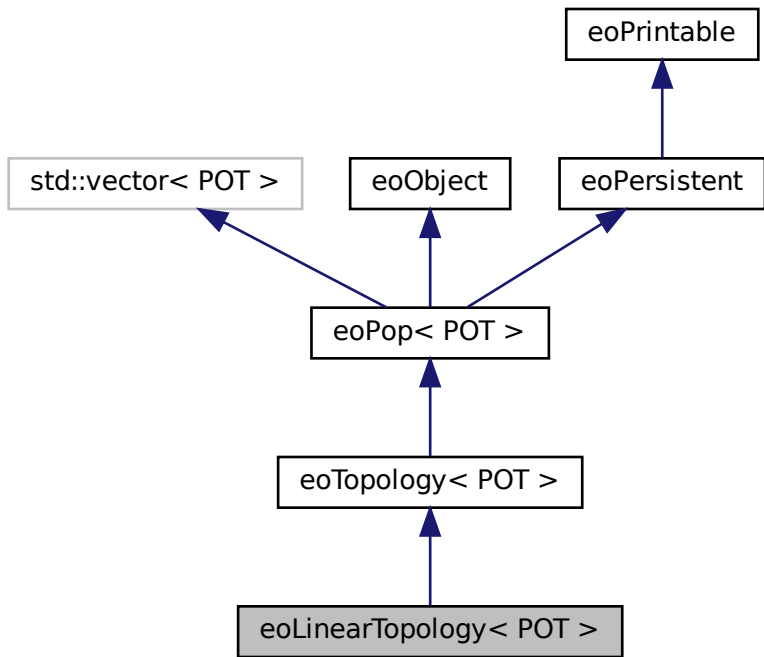 eoPrintable
std::vector< POT >
eoObject
eoPersistent
eoPop< POT >
eoTopology< POT >
eoLinearTopology< POT >